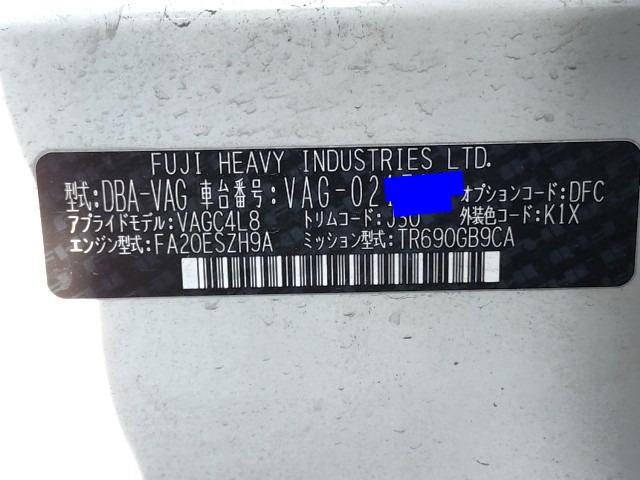 FUJI HEAVY INDUSTRIES LTD.
型式:DBA-VAG 車台番号:VAG-02 オプションコード:DFC
アプライドモデル:VAGC4L8 トリムコード:J50 外装色コード:K1X
エンジン型式:FA20ESZH9A ミッション型式:TR690GB9CA